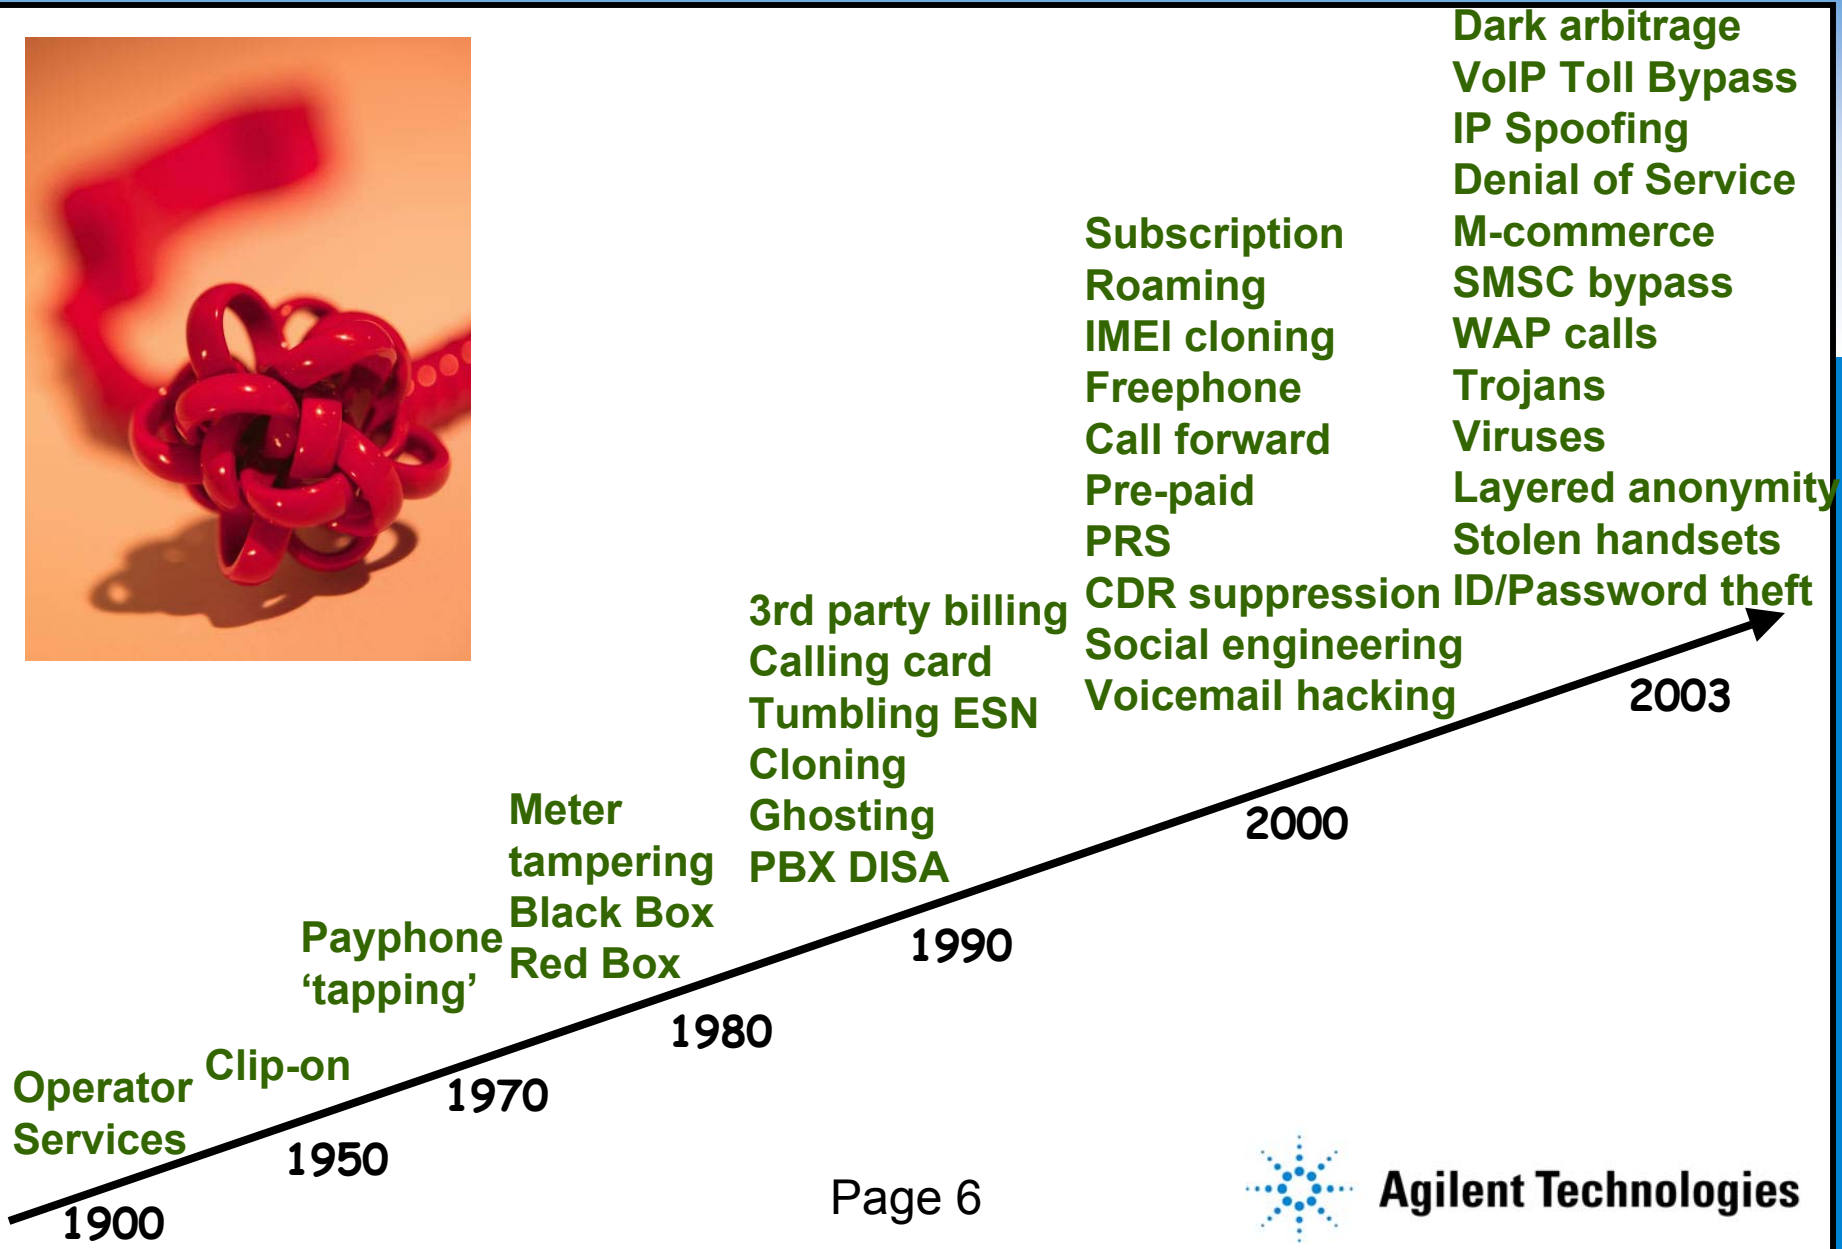 Dark arbitrage
VoIP Toll Bypass
IP Spoofing
Denial of Service
M-commerce
SMSC bypass
WAP calls
Trojans
Viruses
Layered anonymity
Stolen handsets
ID/Password theft
Subscription
Roaming
IMEI cloning
Freephone
Call forward
Pre-paid
PRS
CDR suppression
Social engineering
Voicemail hacking
3rd party billing
Calling card
Tumbling ESN
Cloning
Ghosting
PBX DISA
Meter
tampering
Black Box
Red Box
Payphone
‘tapping’
Clip-on
Operator
Services
1900
1950
1970
1980
1990
2000
2003
Page 6
Agilent Technologies